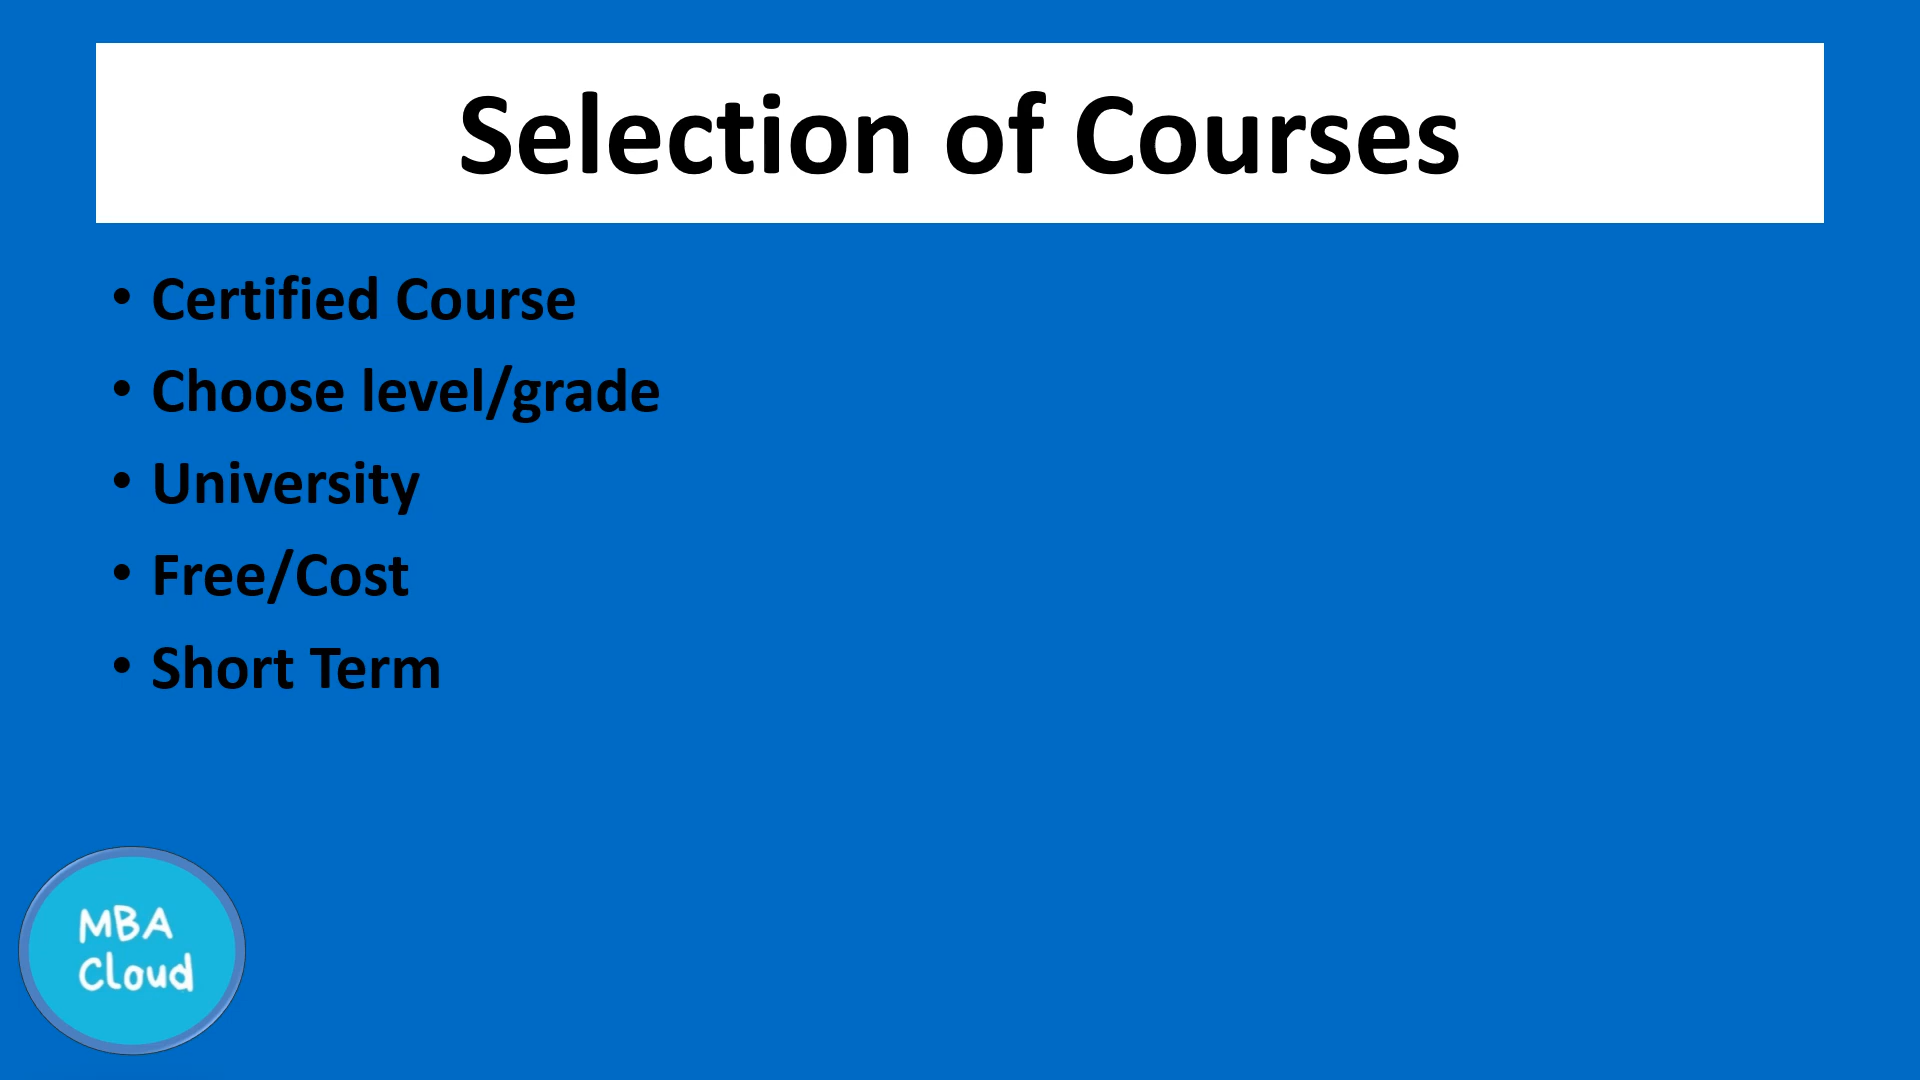 Selection of Courses
• Certified Course
• Choose level/grade
• University
• Free/Cost
• Short Term
MBA
Cloud